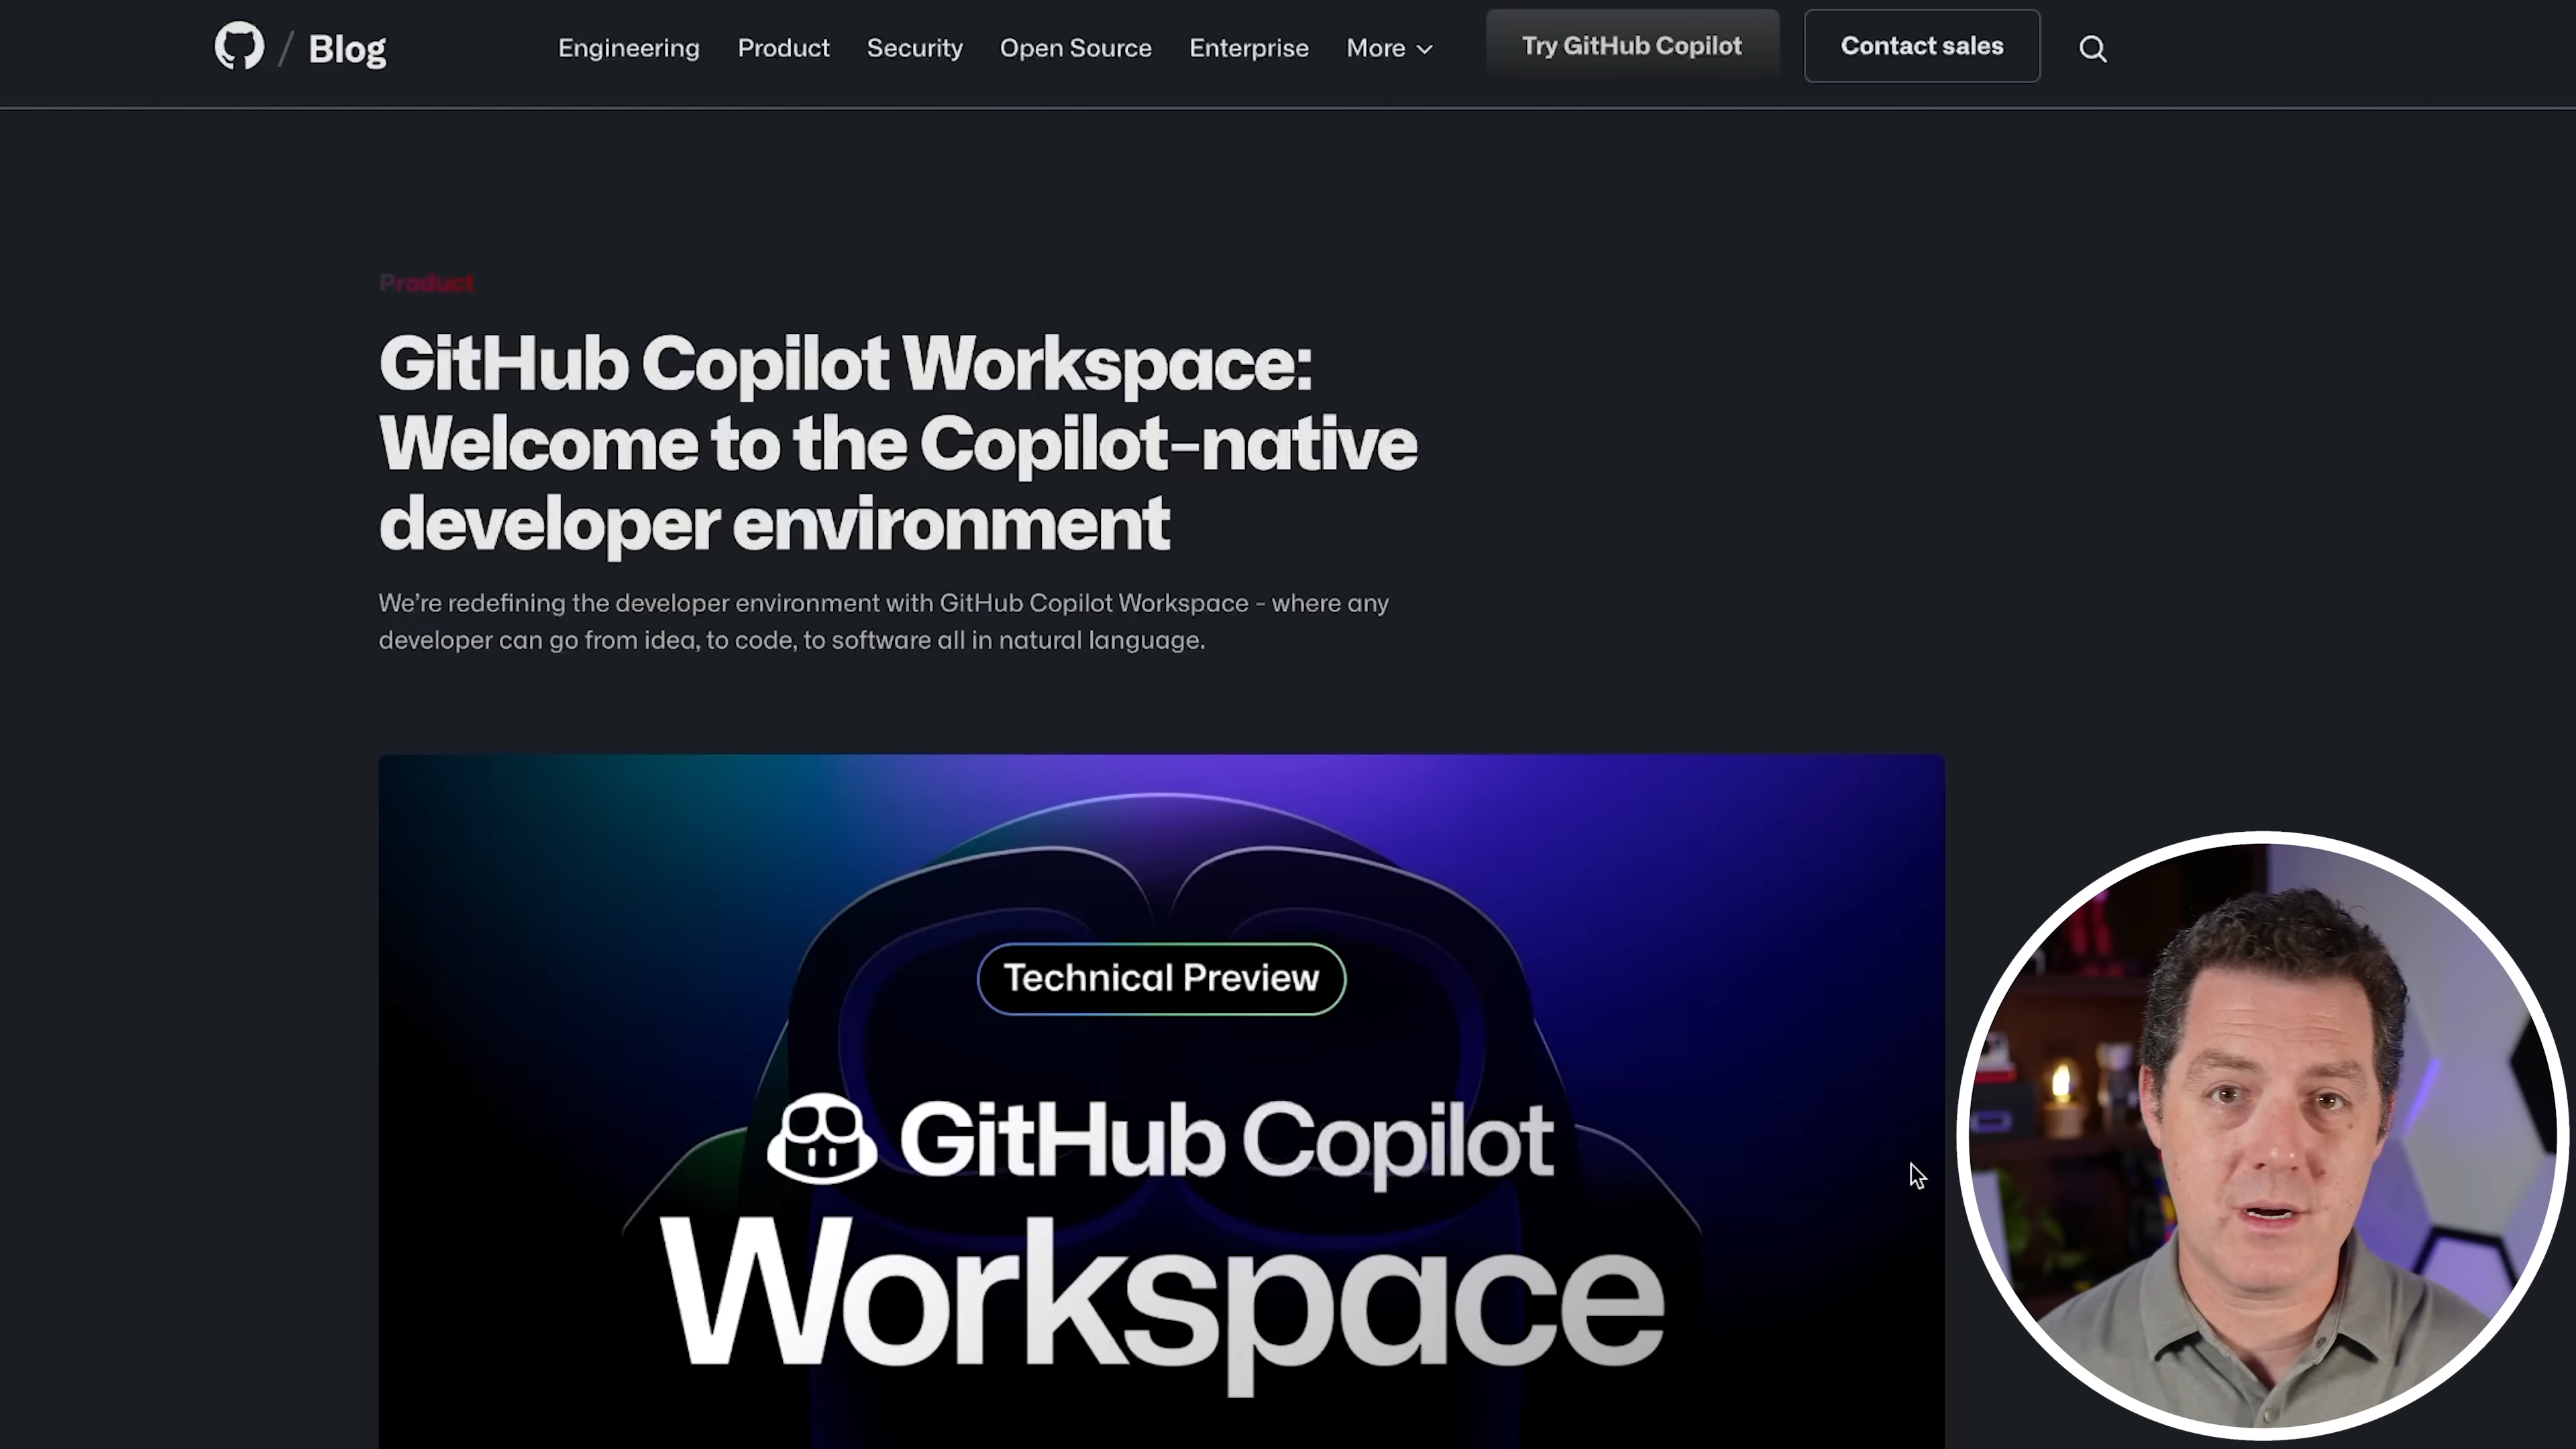 Blog
Engineering
Product
Security
Open Source
Enterprise
More
Try GitHub Copilot
Contact sales
Product
GitHub Copilot Workspace:
Welcome to the Copilot-native
developer environment
We’re redefining the developer environment with GitHub Copilot Workspace - where any
developer can go from idea, to code, to software all in natural language.
Technical Preview
GitHub Copilot
Workspace